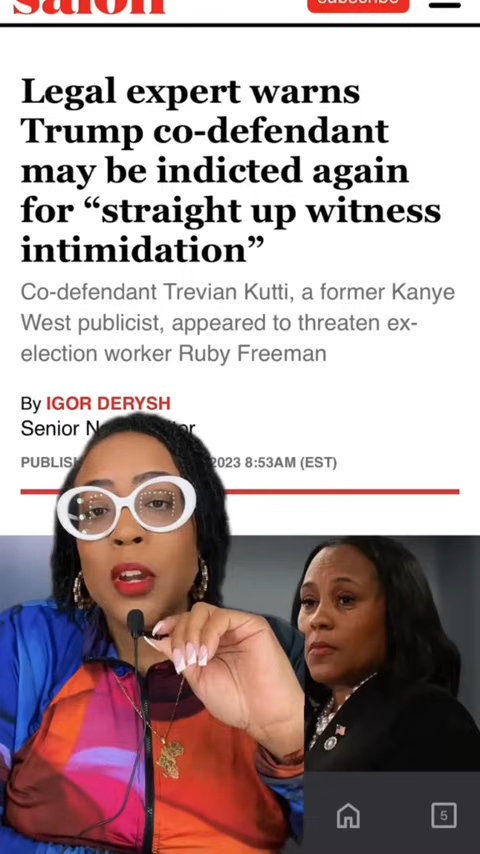 salon
subscribe
Legal expert warns
Trump co-defendant
may be indicted again
for “straight up witness
intimidation”
Co-defendant Trevian Kutti, a former Kanye
West publicist, appeared to threaten ex-
election worker Ruby Freeman
By IGOR DERYSH
Senior
2023 8:53AM (EST)
5